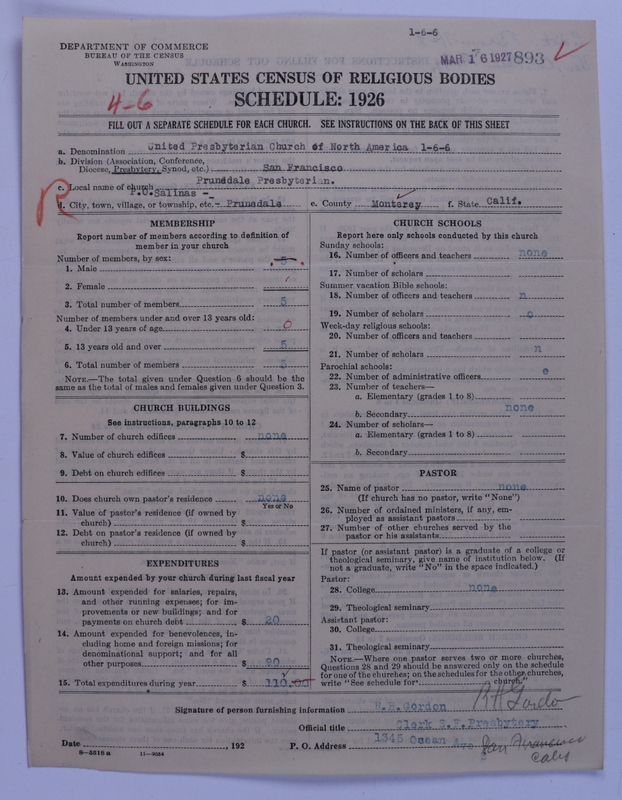 1-6-6
DEPARTMENT OF COMMERCE
BUREAU OF THE CENSUS
WASHINGTON
MAR 16 1927 893
UNITED STATES CENSUS OF RELIGIOUS BODIES
4-6
SCHEDULE: 1926
FILL OUT A SEPARATE SCHEDULE FOR EACH CHURCH. SEE INSTRUCTIONS ON THE BACK OF THIS SHEET
a. Denomination United Presbyterian Church of North America 1-6-6
b. Division (Association, Conference,
Diocese, Presbytery, Synod, etc.) San Francisco
c. Local name of church Prunedale Presbyterian.
R
P.O. Salinas --
d. City, town, village, or township, etc. Prunedale e. County Monterey f. State Calif.
MEMBERSHIP
Report number of members according to definition of
member in your church
Number of members, by sex:
1. Male 5
2. Female
3. Total number of members 5
Number of members under and over 13 years old:
4. Under 13 years of age 0
5. 13 years old and over 5
6. Total number of members 5
NOTE.—The total given under Question 6 should be the
same as the total of males and females given under Question 3.
CHURCH BUILDINGS
See instructions, paragraphs 10 to 12
7. Number of church edifices none
8. Value of church edifices $
9. Debt on church edifices $
10. Does church own pastor's residence none
Yes or No
11. Value of pastor's residence (if owned by
church) $
12. Debt on pastor's residence (if owned by
church) $
EXPENDITURES
Amount expended by your church during last fiscal year
13. Amount expended for salaries, repairs,
and other running expenses; for im-
provements or new buildings; and for
payments on church debt $ 20
14. Amount expended for benevolences, in-
cluding home and foreign missions; for
denominational support; and for all
other purposes $ 90
15. Total expenditures during year $ 110.00
CHURCH SCHOOLS
Report here only schools conducted by this church
Sunday schools:
16. Number of officers and teachers none
17. Number of scholars
Summer vacation Bible schools:
18. Number of officers and teachers n
19. Number of scholars o
Week-day religious schools:
20. Number of officers and teachers
21. Number of scholars n
Parochial schools:
22. Number of administrative officers e
23. Number of teachers—
a. Elementary (grades 1 to 8)
b. Secondary none
24. Number of scholars—
a. Elementary (grades 1 to 8)
b. Secondary
PASTOR
25. Name of pastor none
(If church has no pastor, write "None")
26. Number of ordained ministers, if any, em-
ployed as assistant pastors
27. Number of other churches served by the
pastor or his assistants
If pastor (or assistant pastor) is a graduate of a college or
theological seminary, give name of institution below. (If
not a graduate, write "No" in the space indicated.)
Pastor:
28. College none
29. Theological seminary
Assistant pastor:
30. College
31. Theological seminary
NOTE.—Where one pastor serves two or more churches,
Questions 28 and 29 should be answered only on the schedule
for one of the churches; on the schedules for the other churches,
write "See schedule for church."
Signature of person furnishing information R.H. Gordon RH Gordon
Official title Clerk S.F. Presbytery
Date 192 P. O. Address 1345 Ocean Ave San Francisco
Calif
8-5515 a 11-9054